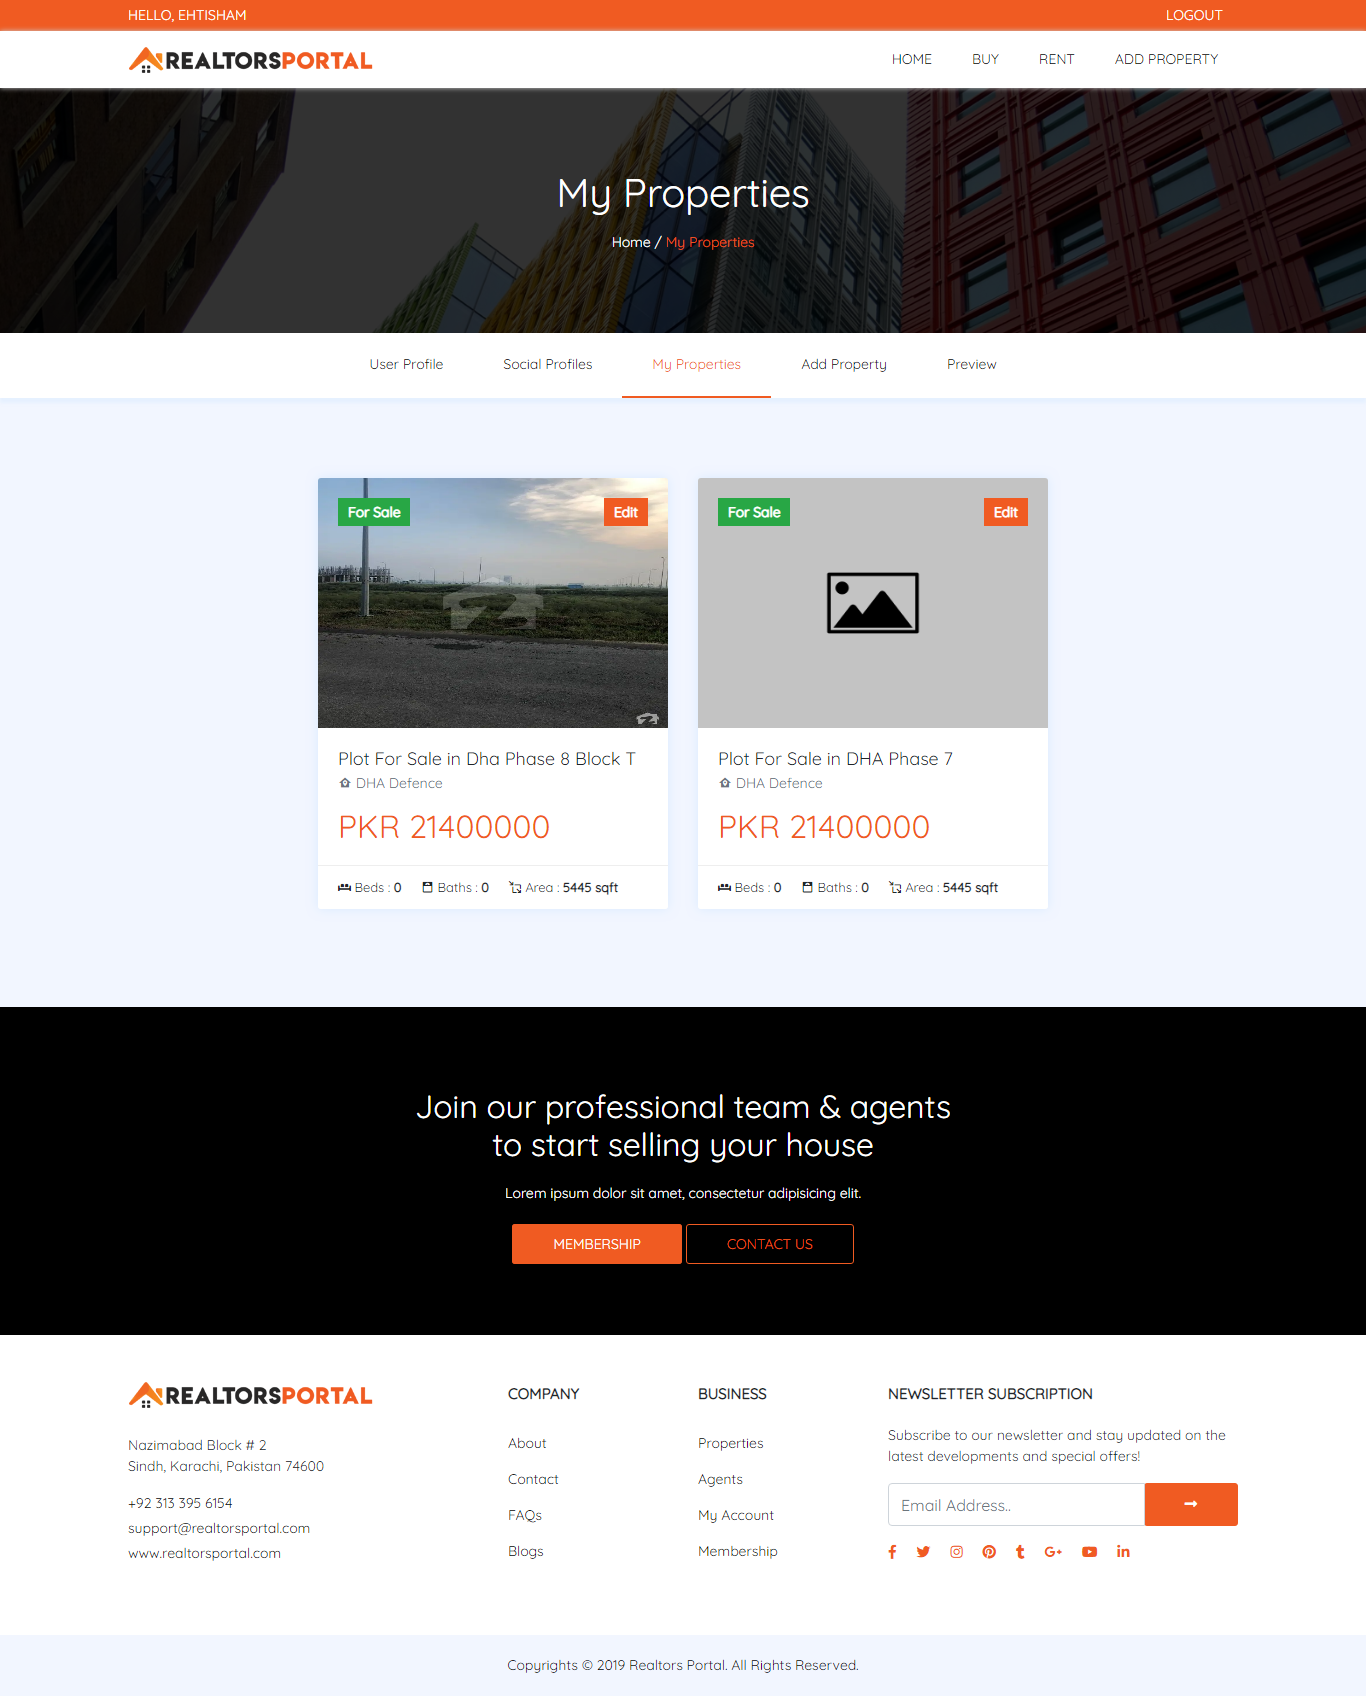 HELLO, EHTISHAM
LOGOUT
REALTORSPORTAL
HOME BUY RENT ADD PROPERTY
My Properties
Home / My Properties
User Profile Social Profiles My Properties Add Property Preview
For Sale Edit
Plot For Sale in Dha Phase 8 Block T
DHA Defence
PKR 21400000
Beds : 0 Baths : 0 Area : 5445 sqft
For Sale Edit
Plot For Sale in DHA Phase 7
DHA Defence
PKR 21400000
Beds : 0 Baths : 0 Area : 5445 sqft
Join our professional team & agents
to start selling your house
Lorem ipsum dolor sit amet, consectetur adipisicing elit.
MEMBERSHIP CONTACT US
REALTORSPORTAL
Nazimabad Block # 2
Sindh, Karachi, Pakistan 74600
+92 313 395 6154
support@realtorsportal.com
www.realtorsportal.com
COMPANY
About
Contact
FAQs
Blogs
BUSINESS
Properties
Agents
My Account
Membership
NEWSLETTER SUBSCRIPTION
Subscribe to our newsletter and stay updated on the
latest developments and special offers!
Email Address..
Copyrights © 2019 Realtors Portal. All Rights Reserved.